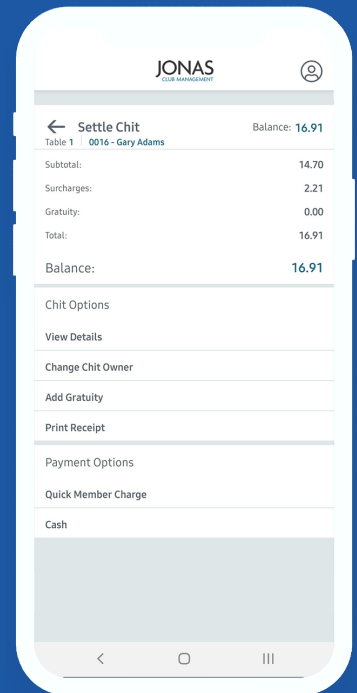 JONAS
CLUB MANAGEMENT
Settle Chit Balance: 16.91
Table 1 0016 - Gary Adams
Subtotal: 14.70
Surcharges: 2.21
Gratuity: 0.00
Total: 16.91
Balance: 16.91
Chit Options
View Details
Change Chit Owner
Add Gratuity
Print Receipt
Payment Options
Quick Member Charge
Cash